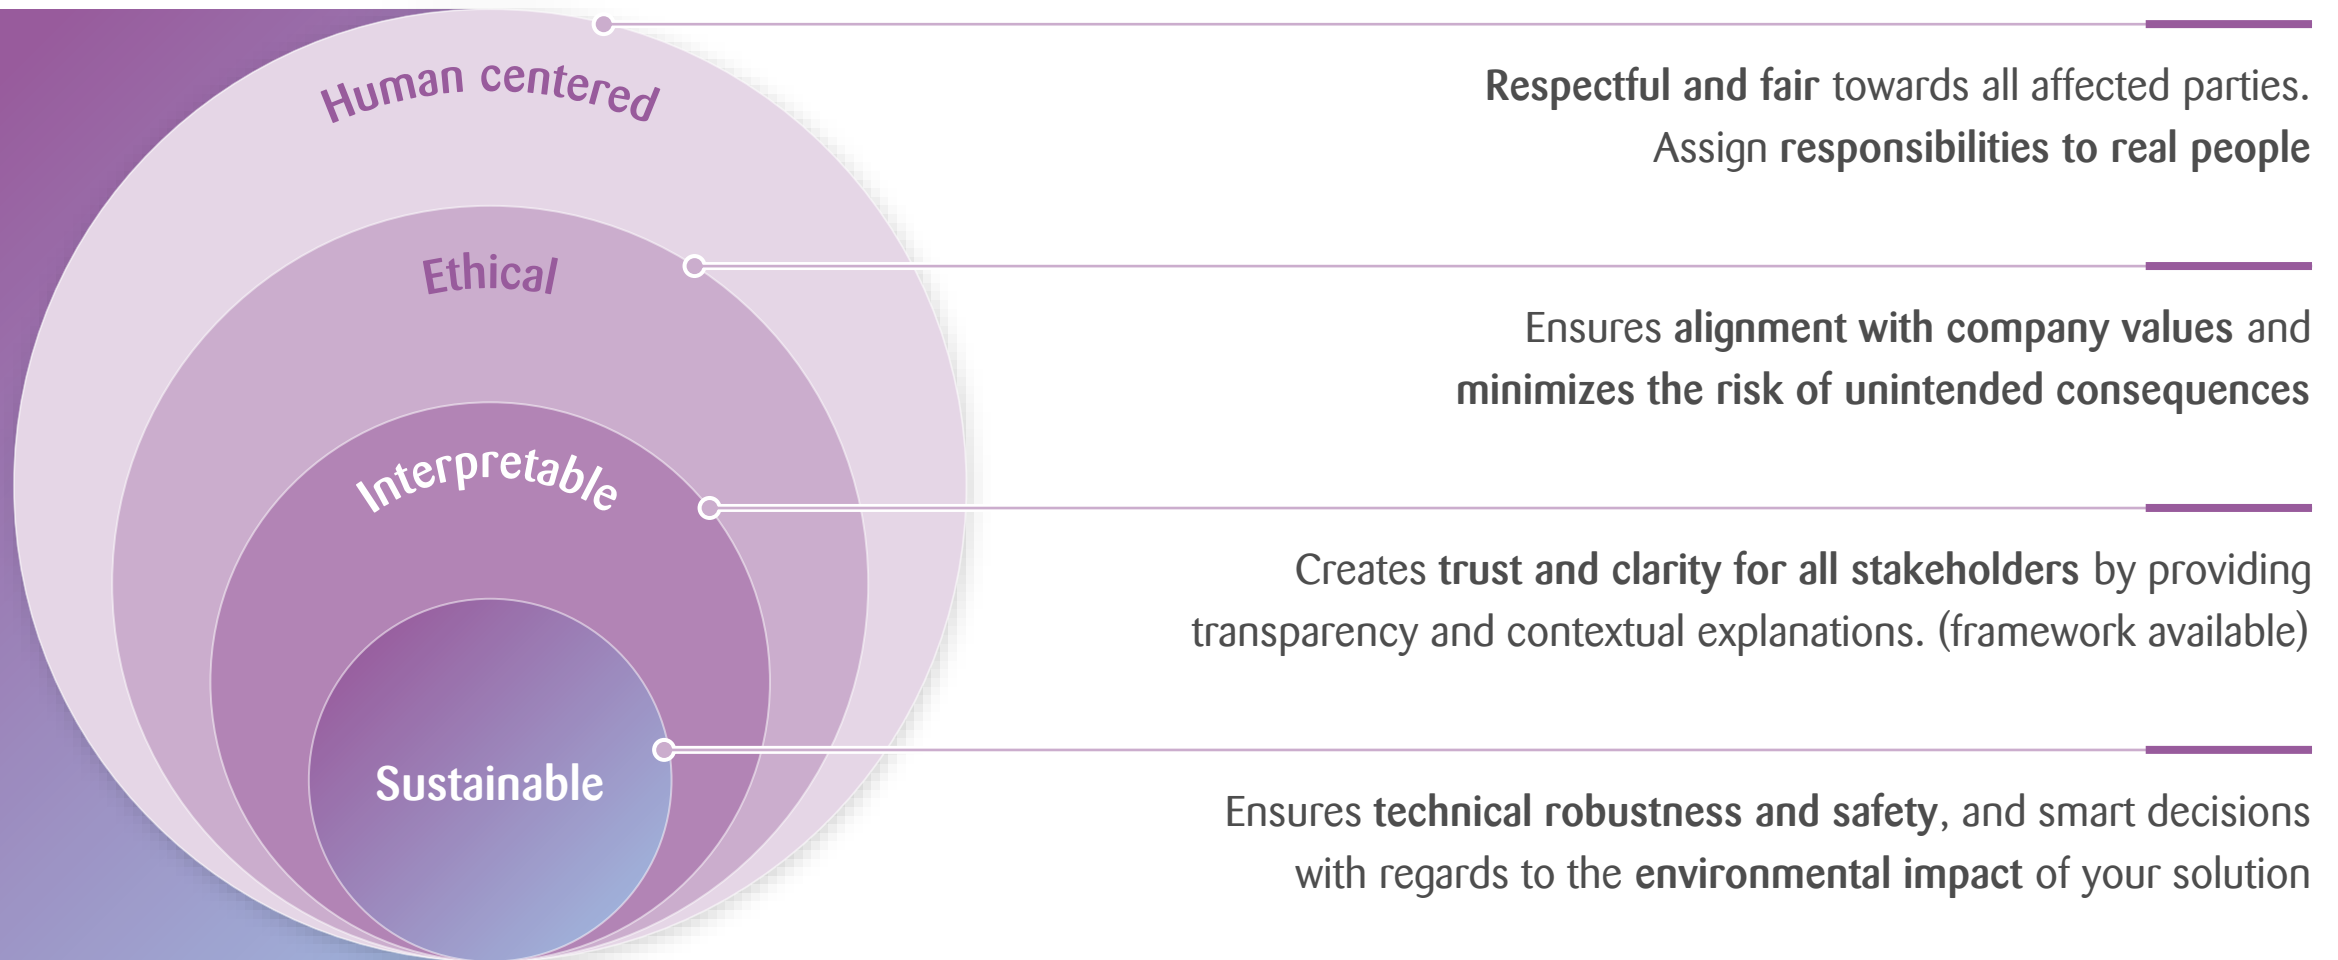 Human centered
Respectful and fair towards all affected parties.
Assign responsibilities to real people
Ethical
Ensures alignment with company values and
minimizes the risk of unintended consequences
Interpretable
Creates trust and clarity for all stakeholders by providing
transparency and contextual explanations. (framework available)
Sustainable
Ensures technical robustness and safety, and smart decisions
with regards to the environmental impact of your solution